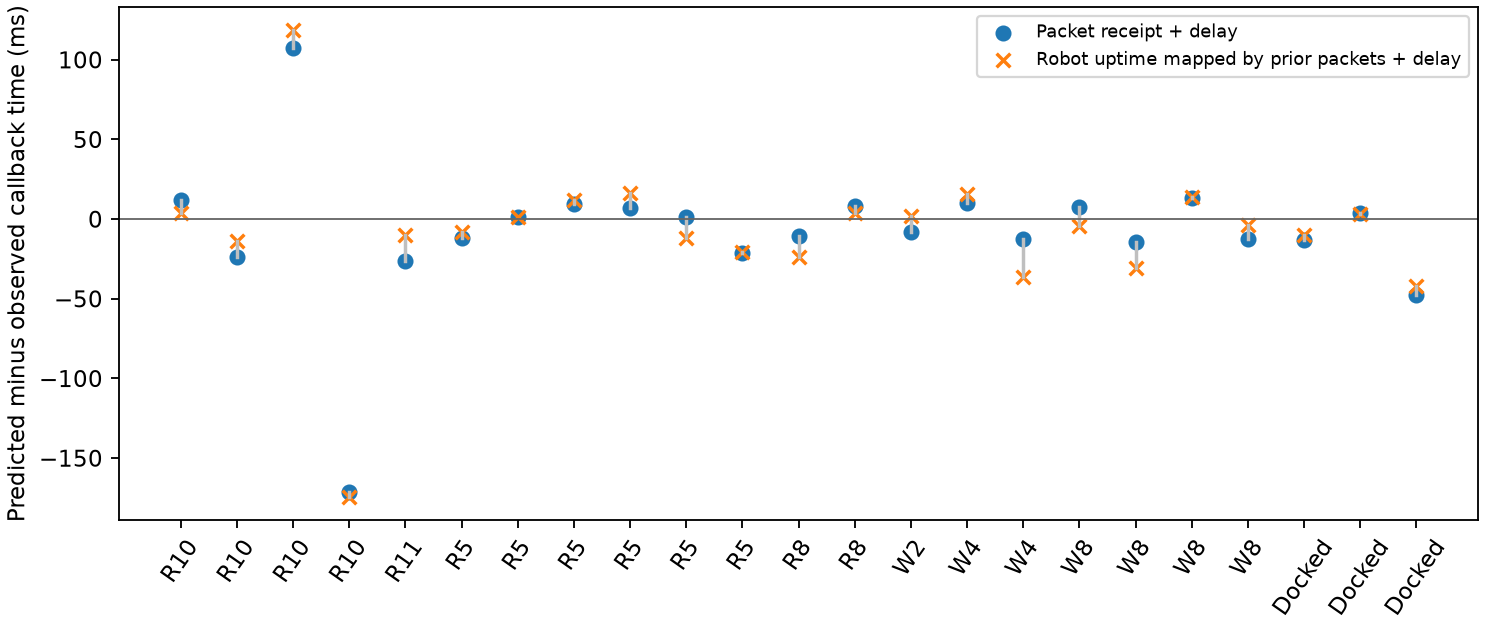 Predicted minus observed callback time (ms)
100
50
0
−50
−100
−150
Packet receipt + delay
Robot uptime mapped by prior packets + delay
R10
R10
R10
R10
R11
R5
R5
R5
R5
R5
R5
R8
R8
W2
W4
W4
W8
W8
W8
W8
Docked
Docked
Docked